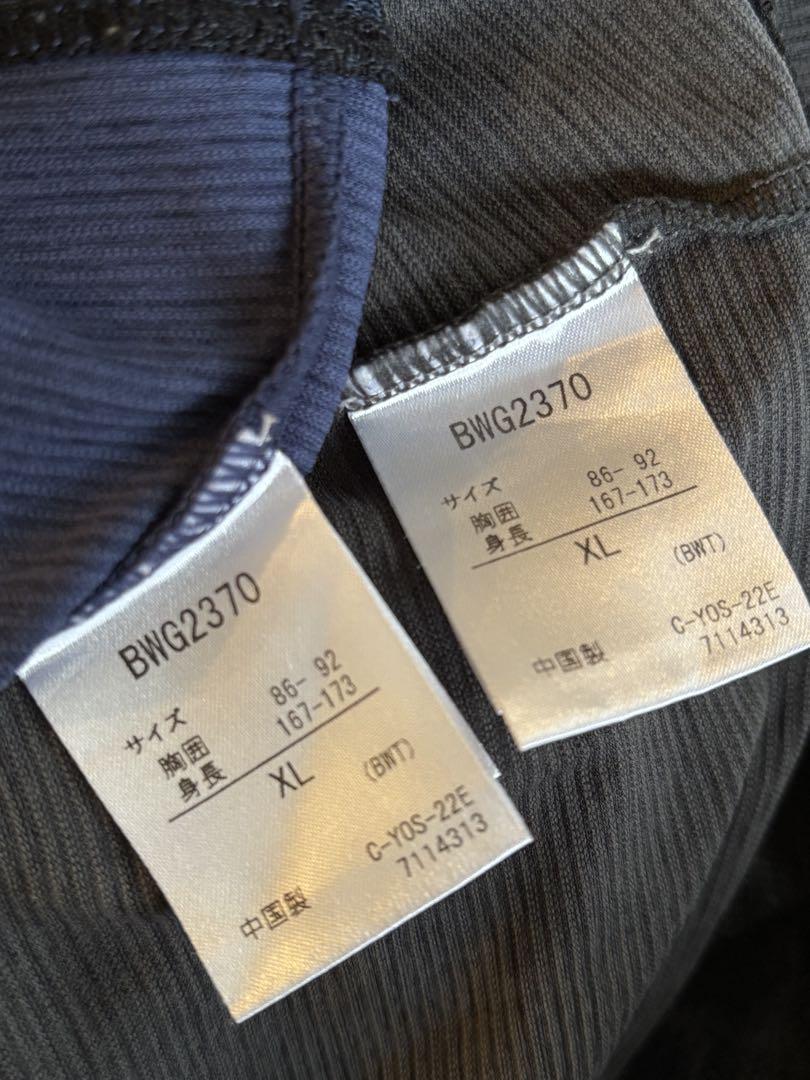 BWG2370
サイズ
胸囲 86- 92
身長 167-173
XL (BWT)
C-YOS-22E
7114313
中国製
BWG2370
サイズ
胸囲 86- 92
身長 167-173
XL (BWT)
C-YOS-22E
7114313
中国製